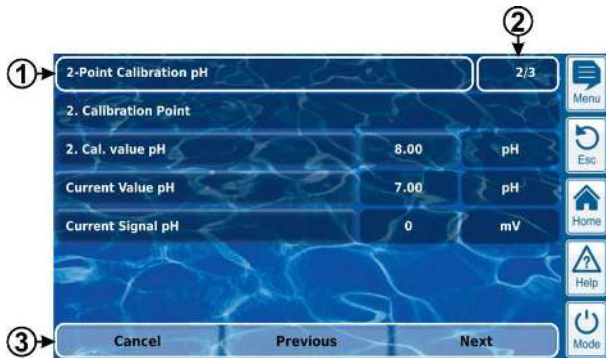 2
1
2-Point Calibration pH 2/3
2. Calibration Point
2. Cal. value pH 8.00 pH
Current Value pH 7.00 pH
Current Signal pH 0 mV
3
Cancel Previous Next
Menu
Esc
Home
Help
Mode